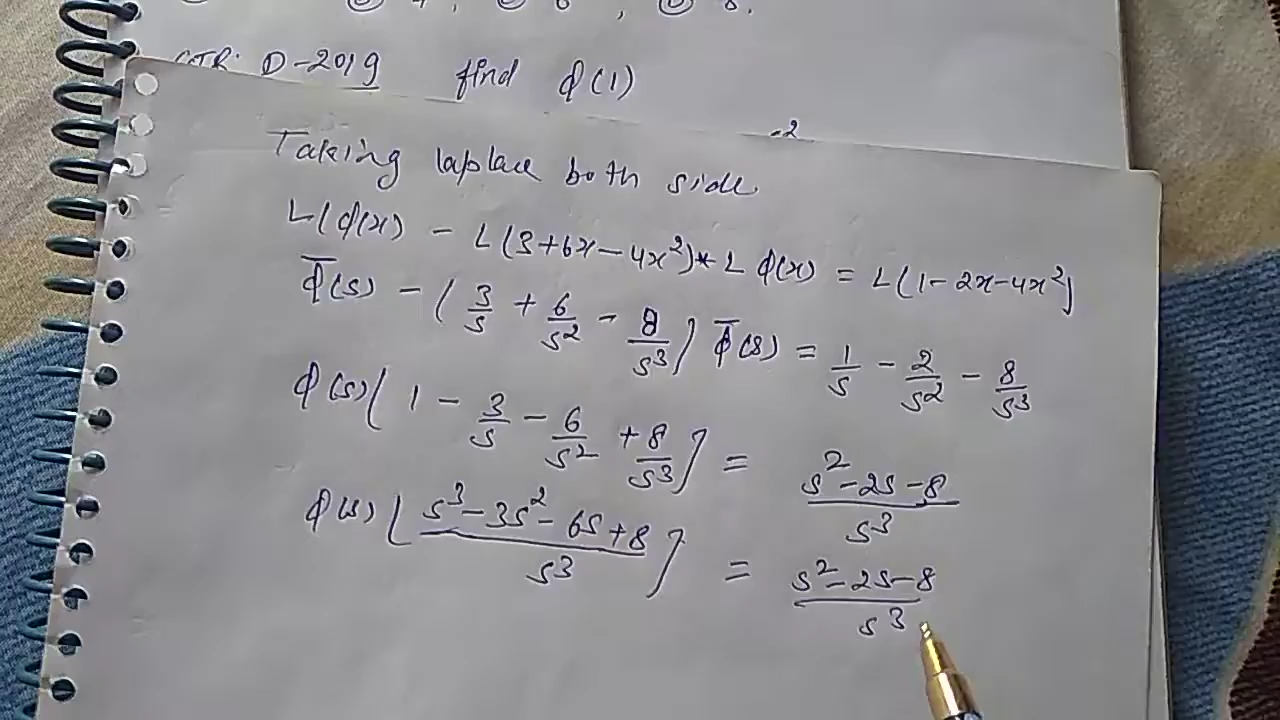 D-2019 find φ(1)
Taking laplace both side
L(φ(x) - L(3+6x-4x²)* L φ(x) = L(1-2x-4x²)
φ̅(s) - (3/s + 6/s² - 8/s³) φ̅(s) = 1/s - 2/s² - 8/s³
φ(s)(1 - 3/s - 6/s² + 8/s³] = s²-2s-8/s³
φ(s)[s³-3s²-6s+8/s³] = s²-2s-8/s³